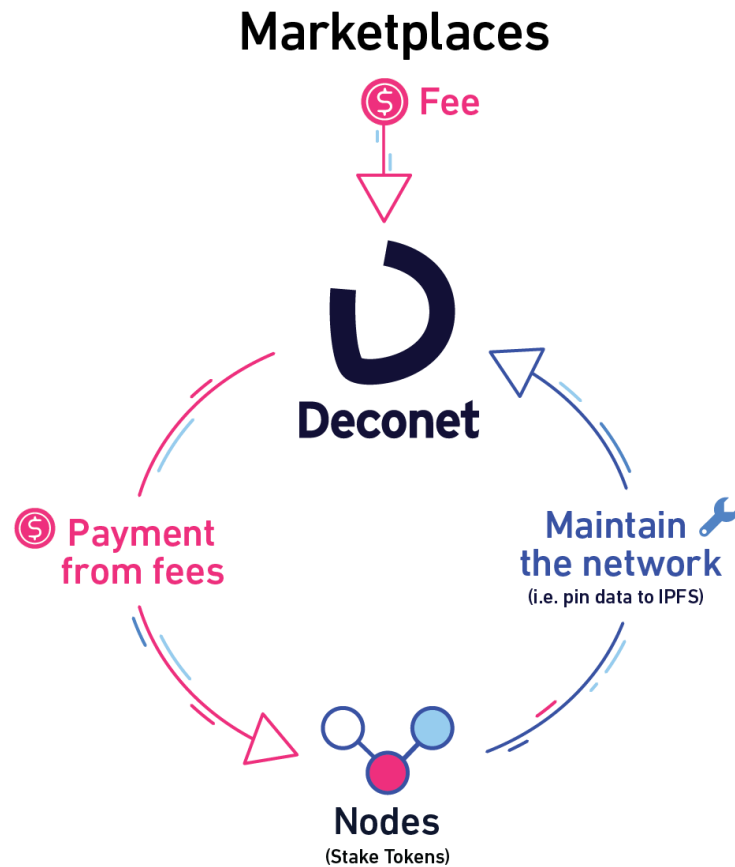 Marketplaces
Fee
Deconet
Payment
from fees
Maintain
the network
(i.e. pin data to IPFS)
Nodes
(Stake Tokens)